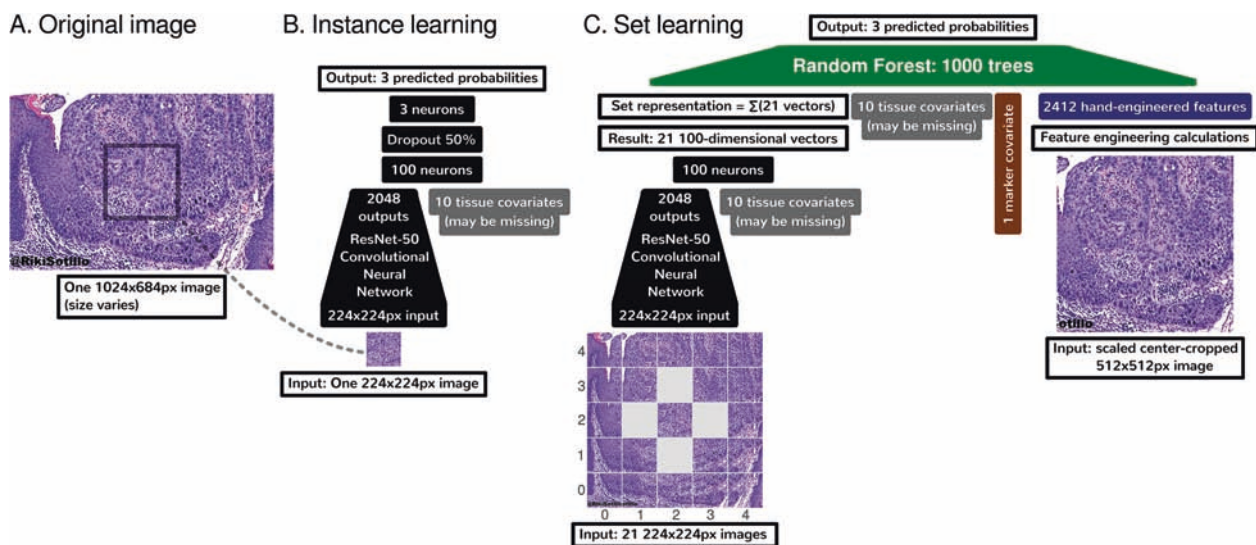 A. Original image
@RikiSotillo
One 1024x684px image
(size varies)
B. Instance learning
Output: 3 predicted probabilities
3 neurons
Dropout 50%
100 neurons
2048
outputs
ResNet-50
Convolutional
Neural
Network
224x224px input
10 tissue covariates
(may be missing)
Input: One 224x224px image
C. Set learning
Output: 3 predicted probabilities
Random Forest: 1000 trees
Set representation = Σ(21 vectors)
Result: 21 100-dimensional vectors
100 neurons
2048
outputs
ResNet-50
Convolutional
Neural
Network
224x224px input
10 tissue covariates
(may be missing)
10 tissue covariates
(may be missing)
1 marker covariate
2412 hand-engineered features
Feature engineering calculations
otillo
Input: scaled center-cropped
512x512px image
4
3
2
1
0
@RikiSotillo
0 1 2 3 4
Input: 21 224x224px images